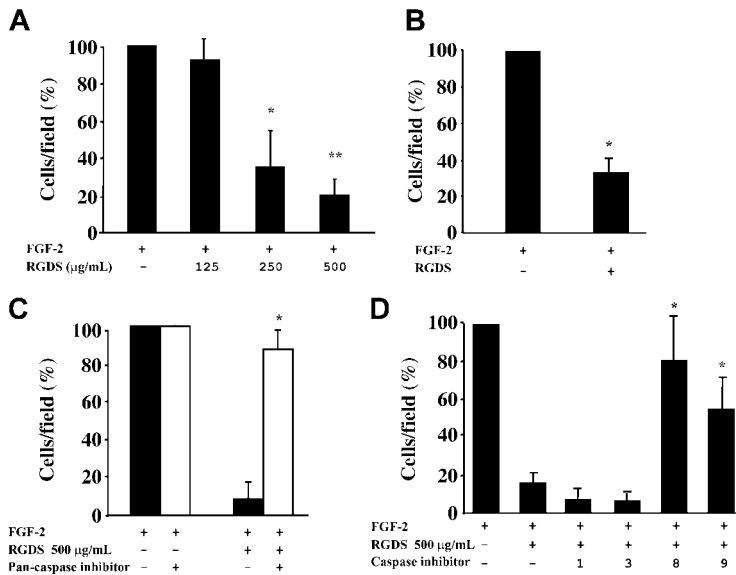 A
Cells/field (%)
100
80
60
40
20
0
*
**
FGF-2 + + + +
RGDS (µg/mL) – 125 250 500
B
Cells/field (%)
100
80
60
40
20
0
*
FGF-2 + +
RGDS – +
C
Cells/field (%)
100
80
60
40
20
0
*
FGF-2 + + + +
RGDS 500 µg/mL – – + +
Pan-caspase inhibitor – + – +
D
Cells/field (%)
100
80
60
40
20
0
*
*
FGF-2 + + + + + +
RGDS 500 µg/mL – + + + + +
Caspase inhibitor – – 1 3 8 9